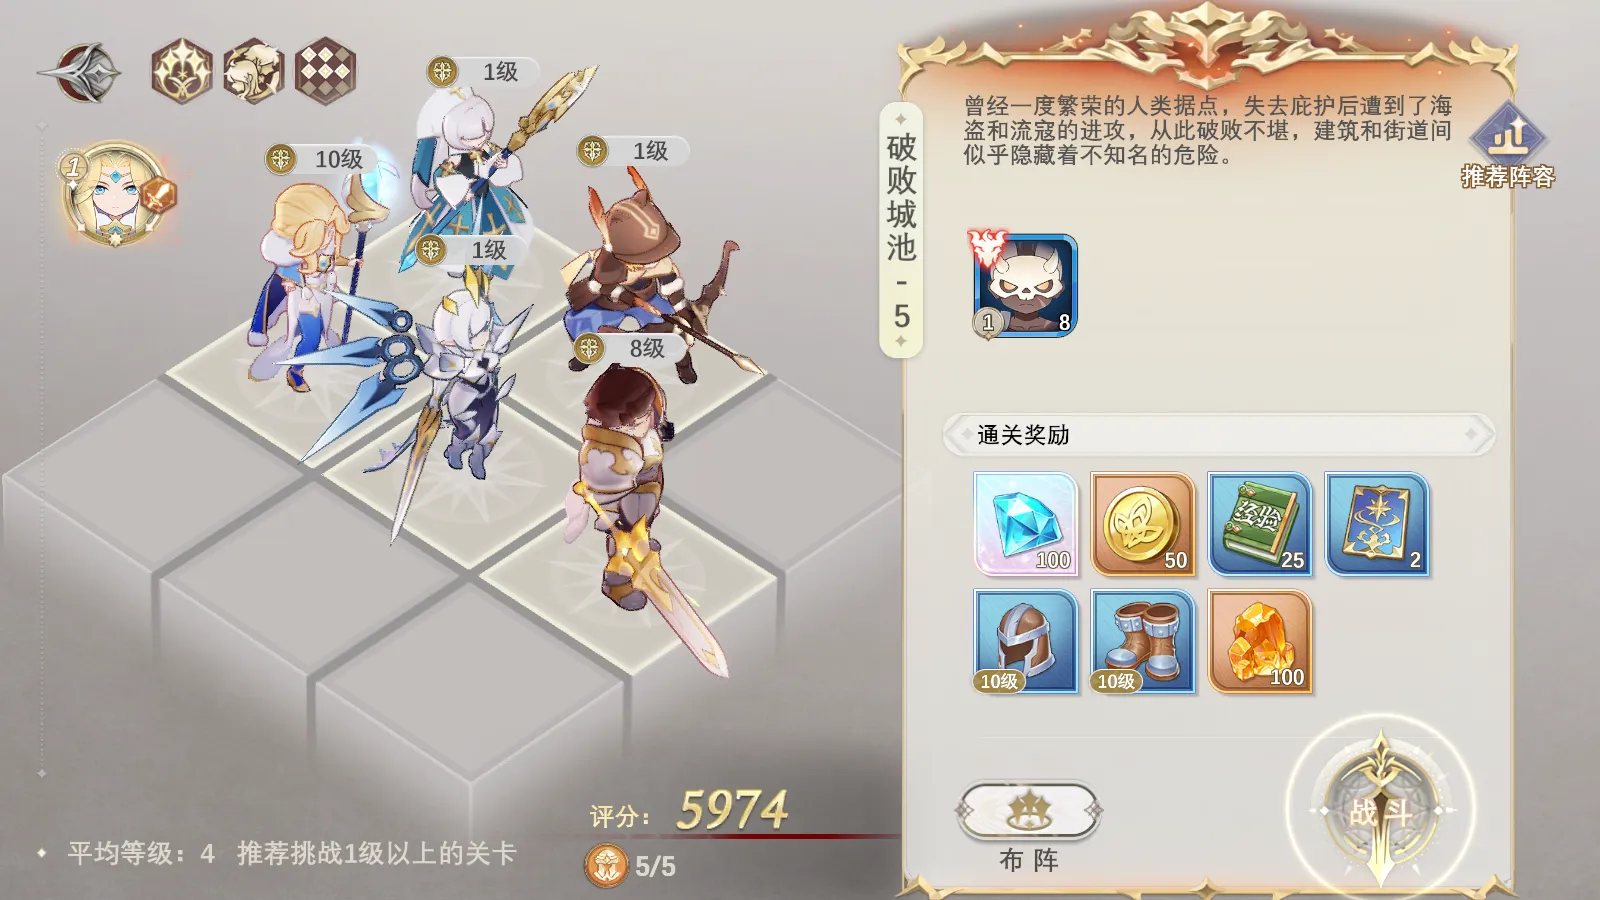 1级
10级
1级
1
1级
8级
评分：
5974
5/5
平均等级：4 推荐挑战1级以上的关卡
破败城池-5
曾经一度繁荣的人类据点，失去庇护后遭到了海
盗和流寇的进攻，从此破败不堪，建筑和街道间
似乎隐藏着不知名的危险。
推荐阵容
1
8
通关奖励
100
50
经验
25
2
10级
10级
100
布阵
战斗